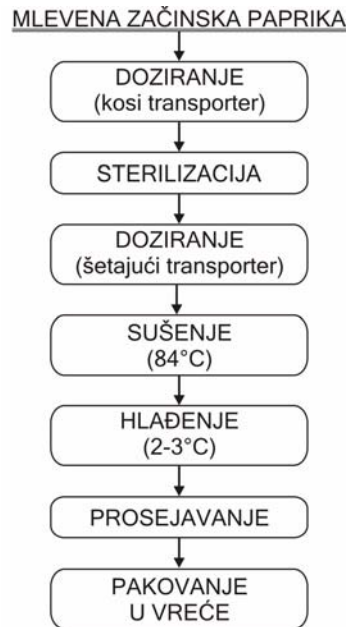 MLEVENA ZAČINSKA PAPRIKA
DOZIRANJE
(kosi transporter)
STERILIZACIJA
DOZIRANJE
(šetajući transporter)
SUŠENJE
(84°C)
HLAĐENJE
(2-3°C)
PROSEJAVANJE
PAKOVANJE
U VREĆE